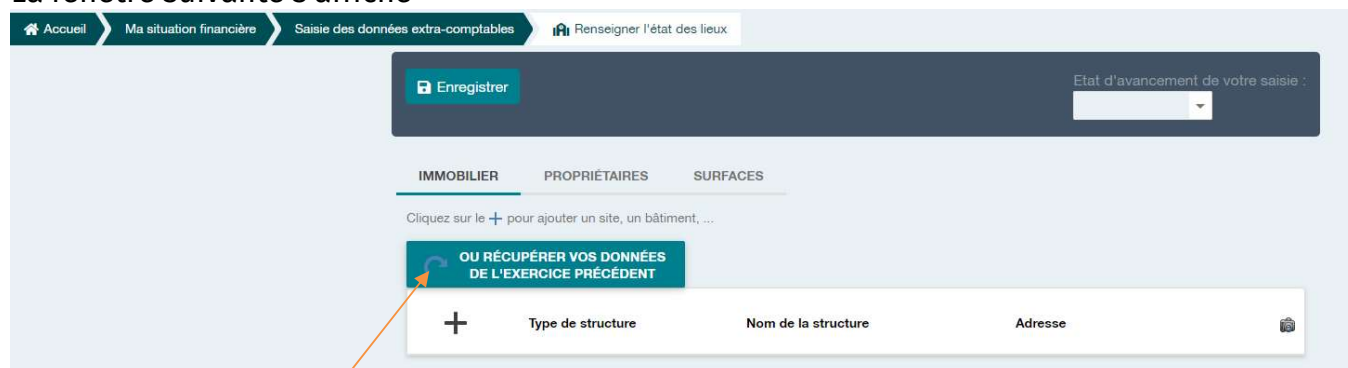 La fenêtre suivante s'affiche
Accueil Ma situation financière Saisie des données extra-comptables Renseigner l'état des lieux
Enregistrer
Etat d'avancement de votre saisie :
IMMOBILIER PROPRIÉTAIRES SURFACES
Cliquez sur le + pour ajouter un site, un bâtiment, ...
OU RÉCUPÉRER VOS DONNÉES
DE L'EXERCICE PRÉCÉDENT
+ Type de structure Nom de la structure Adresse